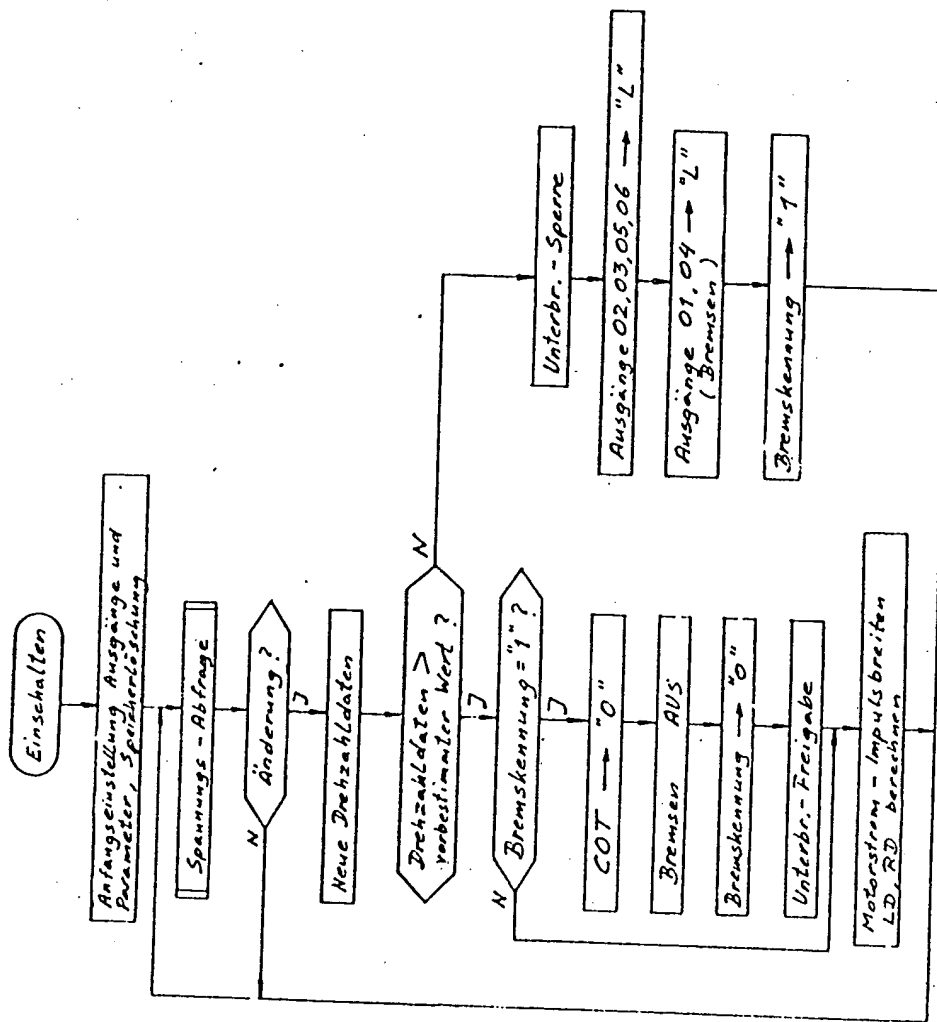 Einschalten
Anfangseinstellung Ausgänge und
Parameter, Speicherlöschung
Spannungs-Abfrage
Änderung?
N
J
Neue Drehzahldaten
Drehzahldaten >
vorbestimmter Wert?
N
J
Bremskennung="1"?
N
J
COT → "0"
Bremsen AUS
Bremskennung → "0"
Unterbr.-Freigabe
Motorstrom-Impulsbreiten
LD, RD berechnen
Unterbr.-Sperre
Ausgänge 02,03,05,06 → "L"
Ausgänge 01,04 → "L"
(Bremsen)
Bremskennung → "1"